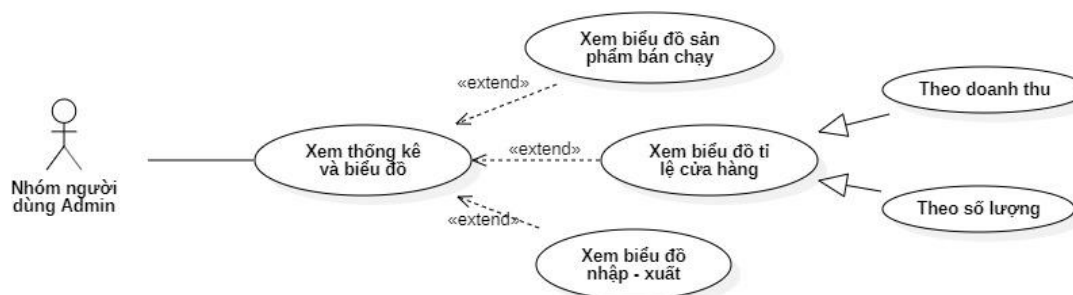 Xem biểu đồ sản
phẩm bán chạy
«extend»
Theo doanh thu
Nhóm người
dùng Admin
Xem thống kê
và biểu đồ
«extend»
Xem biểu đồ tỉ
lệ cửa hàng
Theo số lượng
«extend»
Xem biểu đồ
nhập - xuất